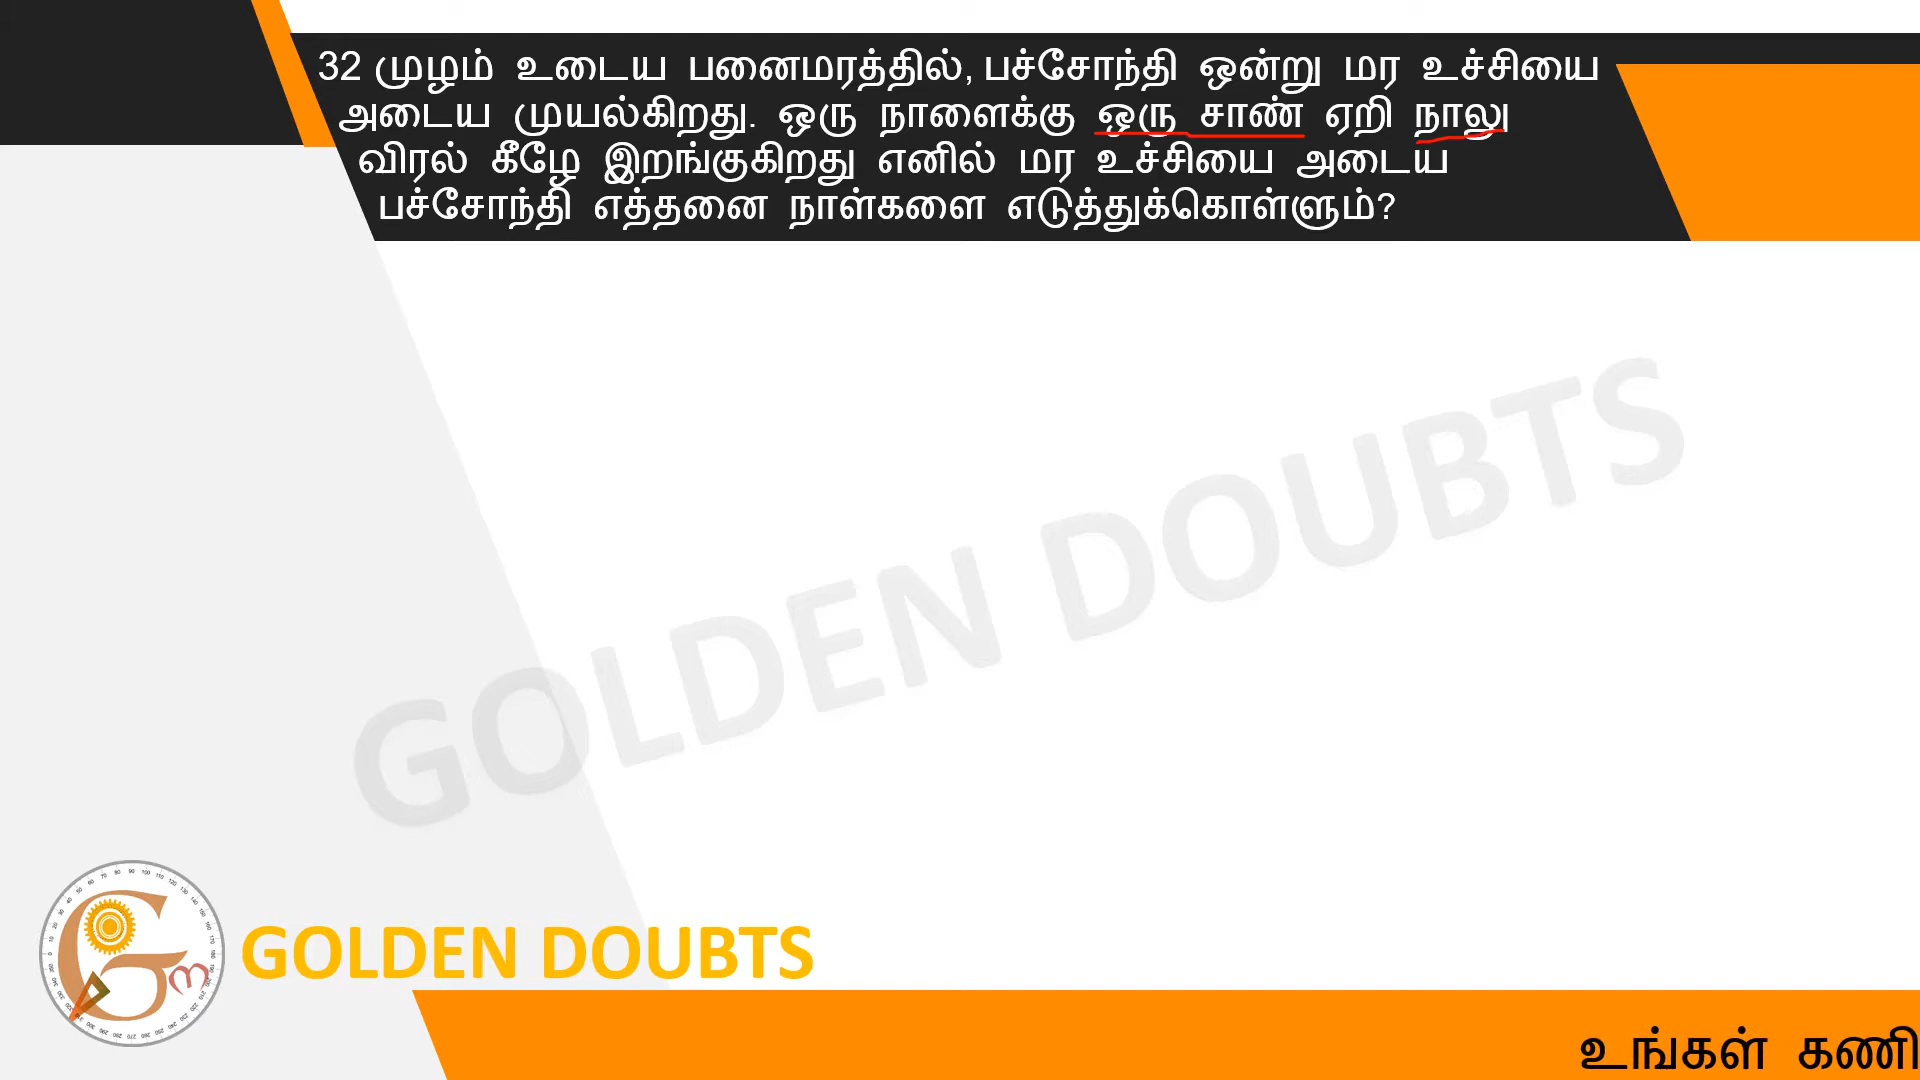 32 முழம் உடைய பனைமரத்தில், பச்சோந்தி ஒன்று மர உச்சியை
அடைய முயல்கிறது. ஒரு நாளைக்கு ஒரு சாண் ஏறி நாலு
விரல் கீழே இறங்குகிறது எனில் மர உச்சியை அடைய
பச்சோந்தி எத்தனை நாள்களை எடுத்துக்கொள்ளும்?
GOLDEN DOUBTS
GOLDEN DOUBTS
உங்கள் கணி